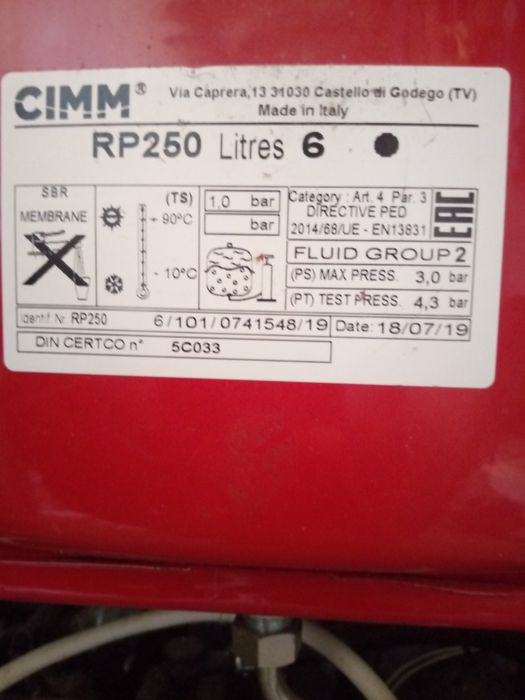 CIMM® Via Caprera,13 31030 Castello di Godego (TV)
Made in Italy
RP250 Litres 6
SBR
MEMBRANE
(TS)
+ 90°C
- 10°C
1,0 bar
bar
Category : Art. 4 Par. 3
DIRECTIVE PED
2014/68/UE - EN13831
EAC
FLUID GROUP 2
(PS) MAX PRESS. 3,0 bar
(PT) TEST PRESS. 4,3 bar
Identif. Nr RP250 6/101/0741548/19 Date: 18/07/19
DIN CERTCO n° 5C033